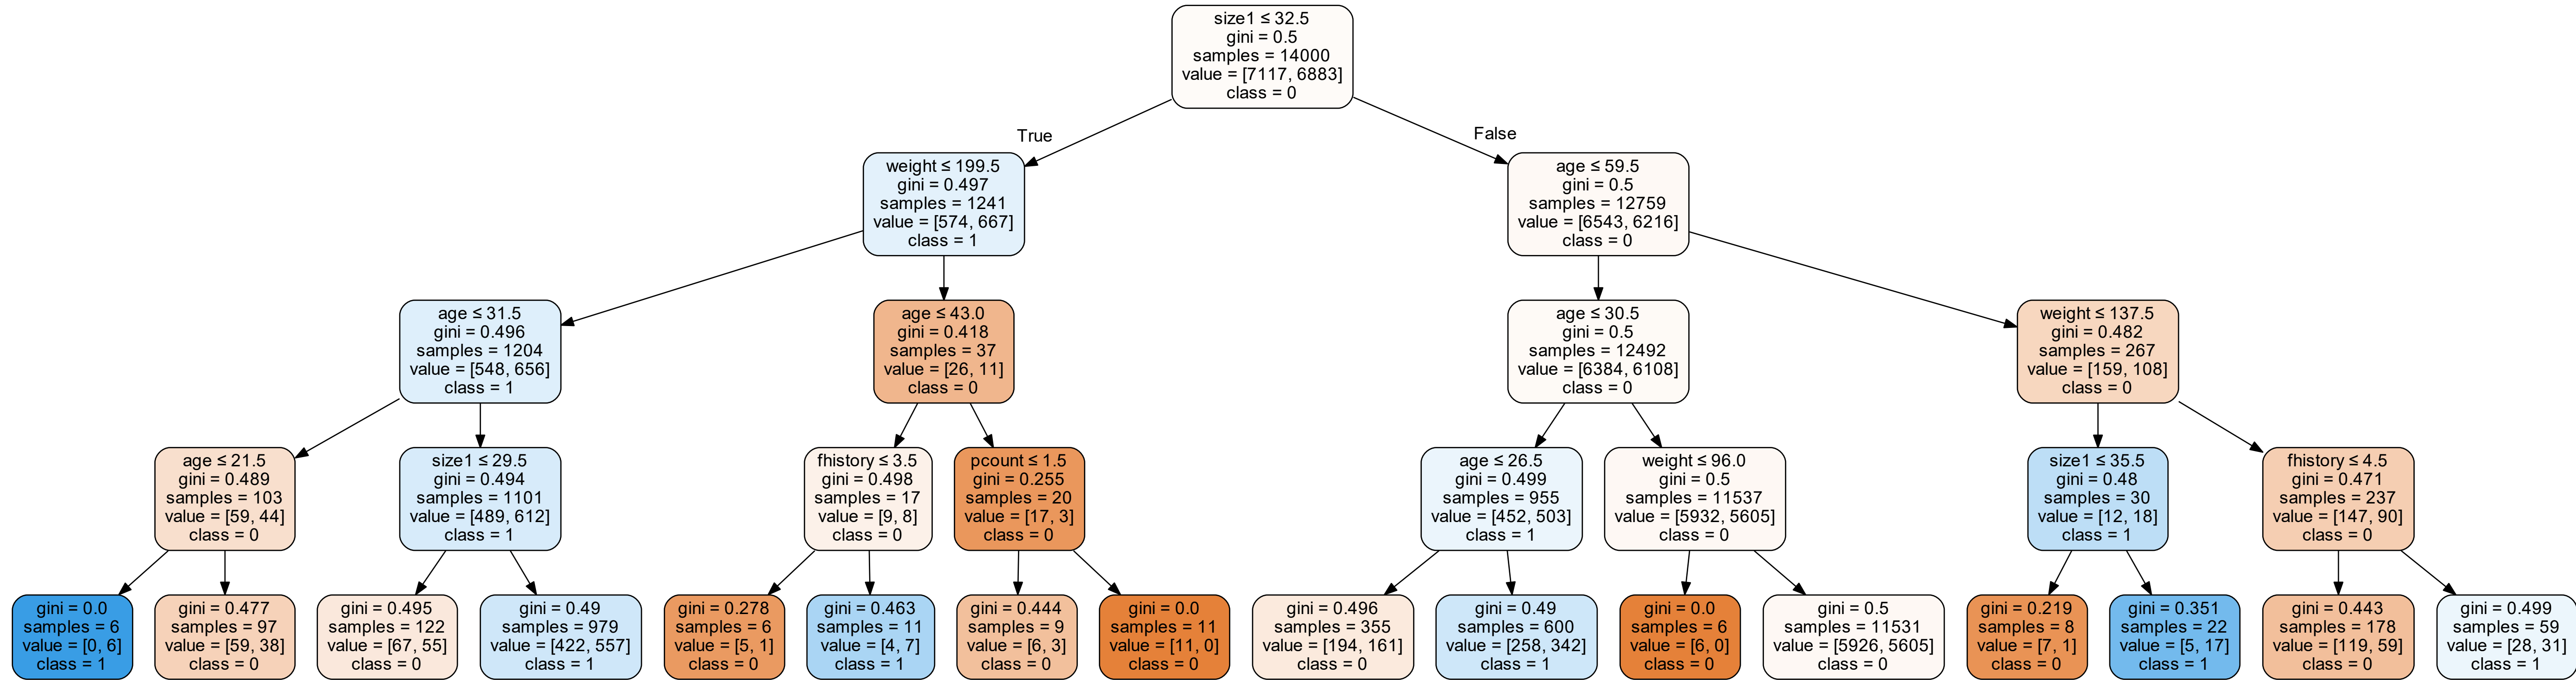 size1 ≤ 32.5
gini = 0.5
samples = 14000
value = [7117, 6883]
class = 0
True
False
weight ≤ 199.5
gini = 0.497
samples = 1241
value = [574, 667]
class = 1
age ≤ 59.5
gini = 0.5
samples = 12759
value = [6543, 6216]
class = 0
age ≤ 31.5
gini = 0.496
samples = 1204
value = [548, 656]
class = 1
age ≤ 43.0
gini = 0.418
samples = 37
value = [26, 11]
class = 0
age ≤ 30.5
gini = 0.5
samples = 12492
value = [6384, 6108]
class = 0
weight ≤ 137.5
gini = 0.482
samples = 267
value = [159, 108]
class = 0
age ≤ 21.5
gini = 0.489
samples = 103
value = [59, 44]
class = 0
size1 ≤ 29.5
gini = 0.494
samples = 1101
value = [489, 612]
class = 1
fhistory ≤ 3.5
gini = 0.498
samples = 17
value = [9, 8]
class = 0
pcount ≤ 1.5
gini = 0.255
samples = 20
value = [17, 3]
class = 0
age ≤ 26.5
gini = 0.499
samples = 955
value = [452, 503]
class = 1
weight ≤ 96.0
gini = 0.5
samples = 11537
value = [5932, 5605]
class = 0
size1 ≤ 35.5
gini = 0.48
samples = 30
value = [12, 18]
class = 1
fhistory ≤ 4.5
gini = 0.471
samples = 237
value = [147, 90]
class = 0
gini = 0.0
samples = 6
value = [0, 6]
class = 1
gini = 0.477
samples = 97
value = [59, 38]
class = 0
gini = 0.495
samples = 122
value = [67, 55]
class = 0
gini = 0.49
samples = 979
value = [422, 557]
class = 1
gini = 0.278
samples = 6
value = [5, 1]
class = 0
gini = 0.463
samples = 11
value = [4, 7]
class = 1
gini = 0.444
samples = 9
value = [6, 3]
class = 0
gini = 0.0
samples = 11
value = [11, 0]
class = 0
gini = 0.496
samples = 355
value = [194, 161]
class = 0
gini = 0.49
samples = 600
value = [258, 342]
class = 1
gini = 0.0
samples = 6
value = [6, 0]
class = 0
gini = 0.5
samples = 11531
value = [5926, 5605]
class = 0
gini = 0.219
samples = 8
value = [7, 1]
class = 0
gini = 0.351
samples = 22
value = [5, 17]
class = 1
gini = 0.443
samples = 178
value = [119, 59]
class = 0
gini = 0.499
samples = 59
value = [28, 31]
class = 1